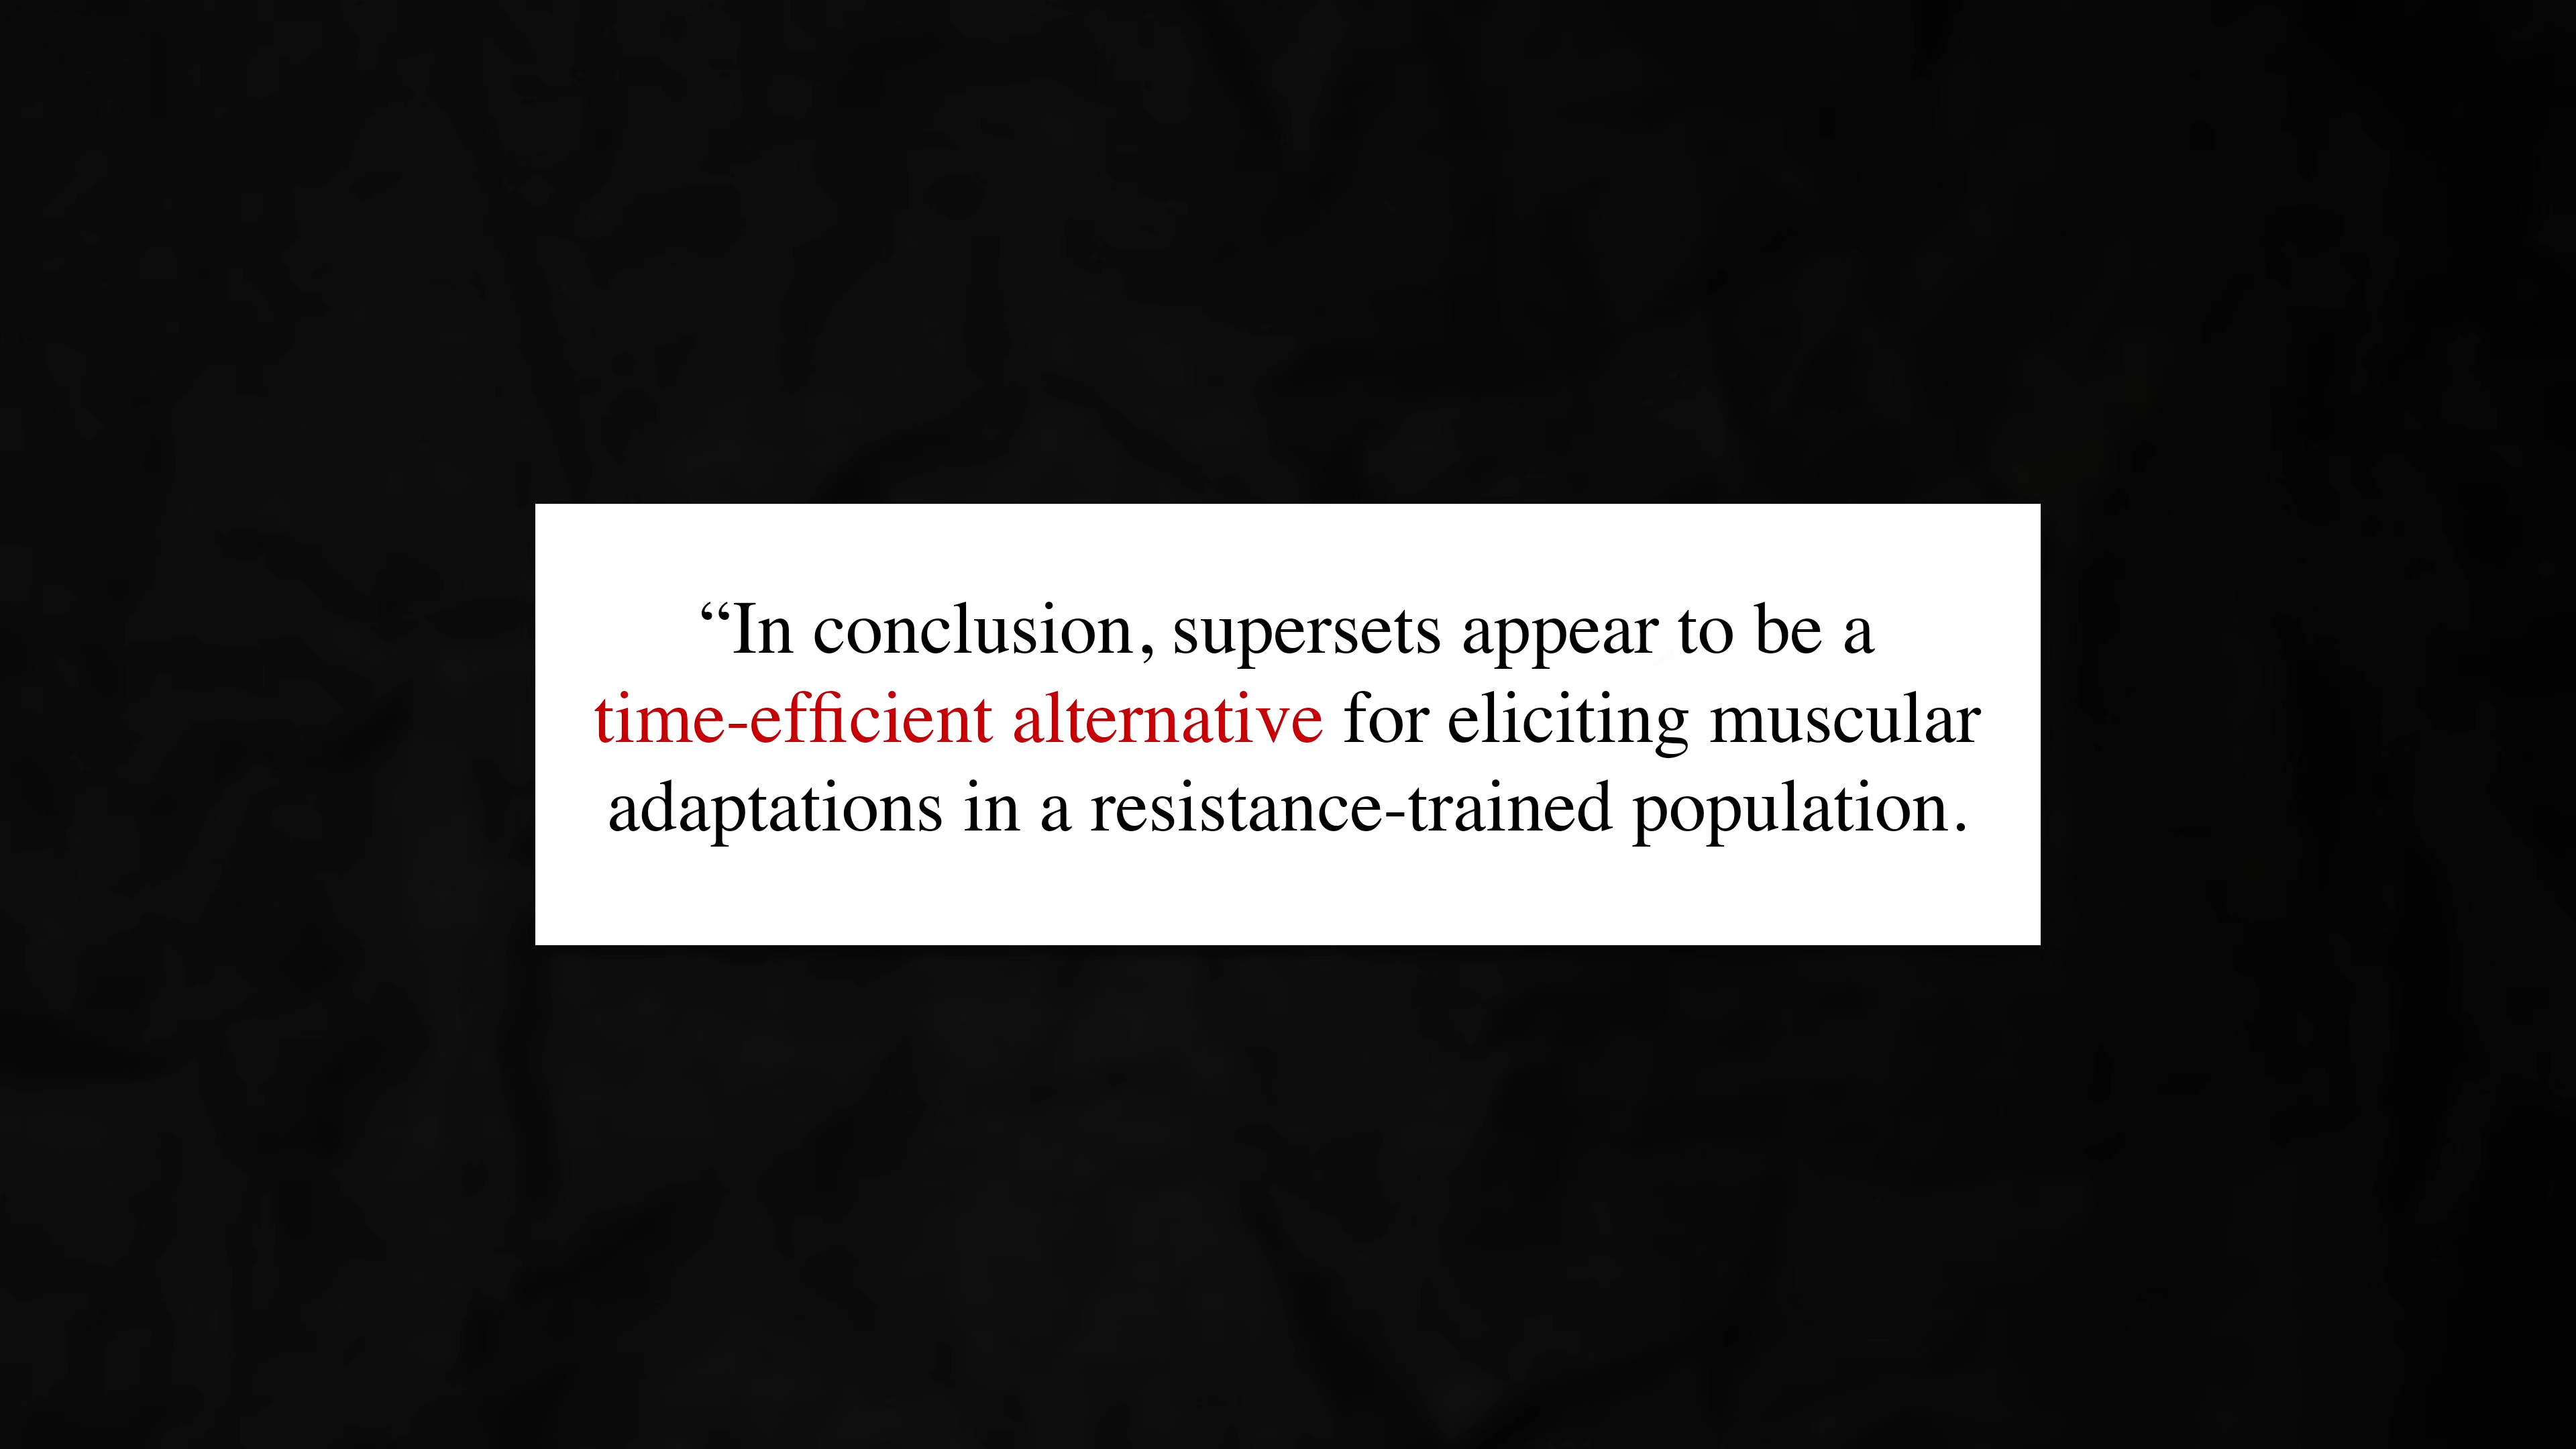 “In conclusion, supersets appear to be a
time-efficient alternative for eliciting muscular
adaptations in a resistance-trained population.